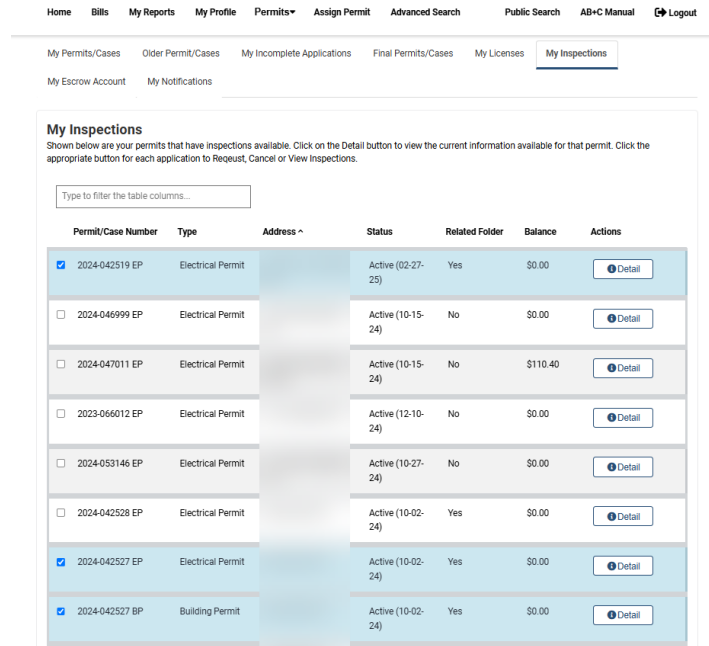 Home Bills My Reports My Profile Permits▾ Assign Permit Advanced Search Public Search AB+C Manual Logout
My Permits/Cases Older Permit/Cases My Incomplete Applications Final Permits/Cases My Licenses My Inspections
My Escrow Account My Notifications
My Inspections
Shown below are your permits that have inspections available. Click on the Detail button to view the current information available for that permit. Click the
appropriate button for each application to Reqeust, Cancel or View Inspections.
Type to filter the table columns...
Permit/Case Number Type Address ^ Status Related Folder Balance Actions
2024-042519 EP Electrical Permit Active (02-27- Yes $0.00 Detail
25)
2024-046999 EP Electrical Permit Active (10-15- No $0.00 Detail
24)
2024-047011 EP Electrical Permit Active (10-15- No $110.40 Detail
24)
2023-066012 EP Electrical Permit Active (12-10- No $0.00 Detail
24)
2024-053146 EP Electrical Permit Active (10-27- No $0.00 Detail
24)
2024-042528 EP Electrical Permit Active (10-02- Yes $0.00 Detail
24)
2024-042527 EP Electrical Permit Active (10-02- Yes $0.00 Detail
24)
2024-042527 BP Building Permit Active (10-02- Yes $0.00 Detail
24)